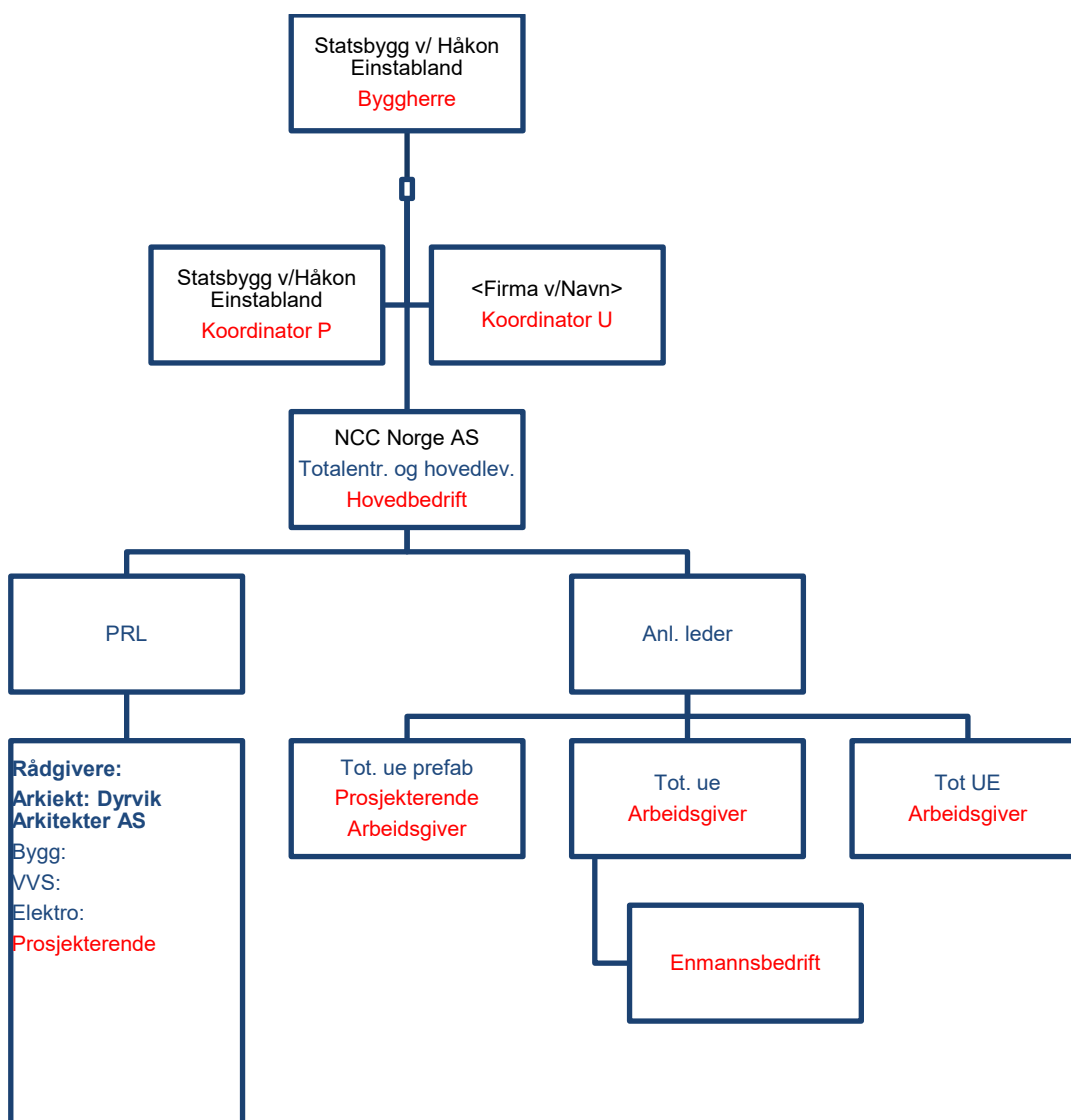 Statsbygg v/ Håkon
Einstabland
Byggherre
Statsbygg v/Håkon
Einstabland
Koordinator P
<Firma v/Navn>
Koordinator U
NCC Norge AS
Totalentr. og hovedlev.
Hovedbedrift
PRL
Anl. leder
Rådgivere:
Arkiekt: Dyrvik
Arkitekter AS
Bygg:
VVS:
Elektro:
Prosjekterende
Tot. ue prefab
Prosjekterende
Arbeidsgiver
Tot. ue
Arbeidsgiver
Tot UE
Arbeidsgiver
Enmannsbedrift